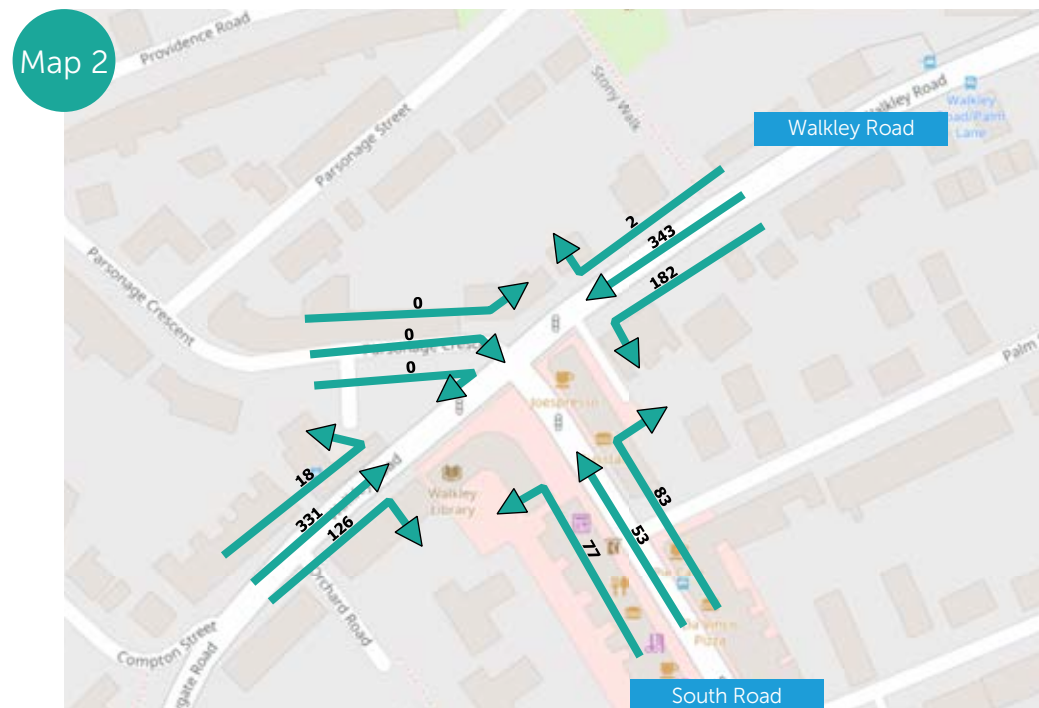 Map 2
Providence Road
Parsonage Street
Stony Walk
Walkley Road
Walkley Road
Walkley
Road/Palm
Lane
2
343
182
Parsonage Crescent
0
0
0
Joespresso
Palm
18
331
126
Walkley
Library
83
53
77
Orchard Road
Compton Street
Pizza
South Road